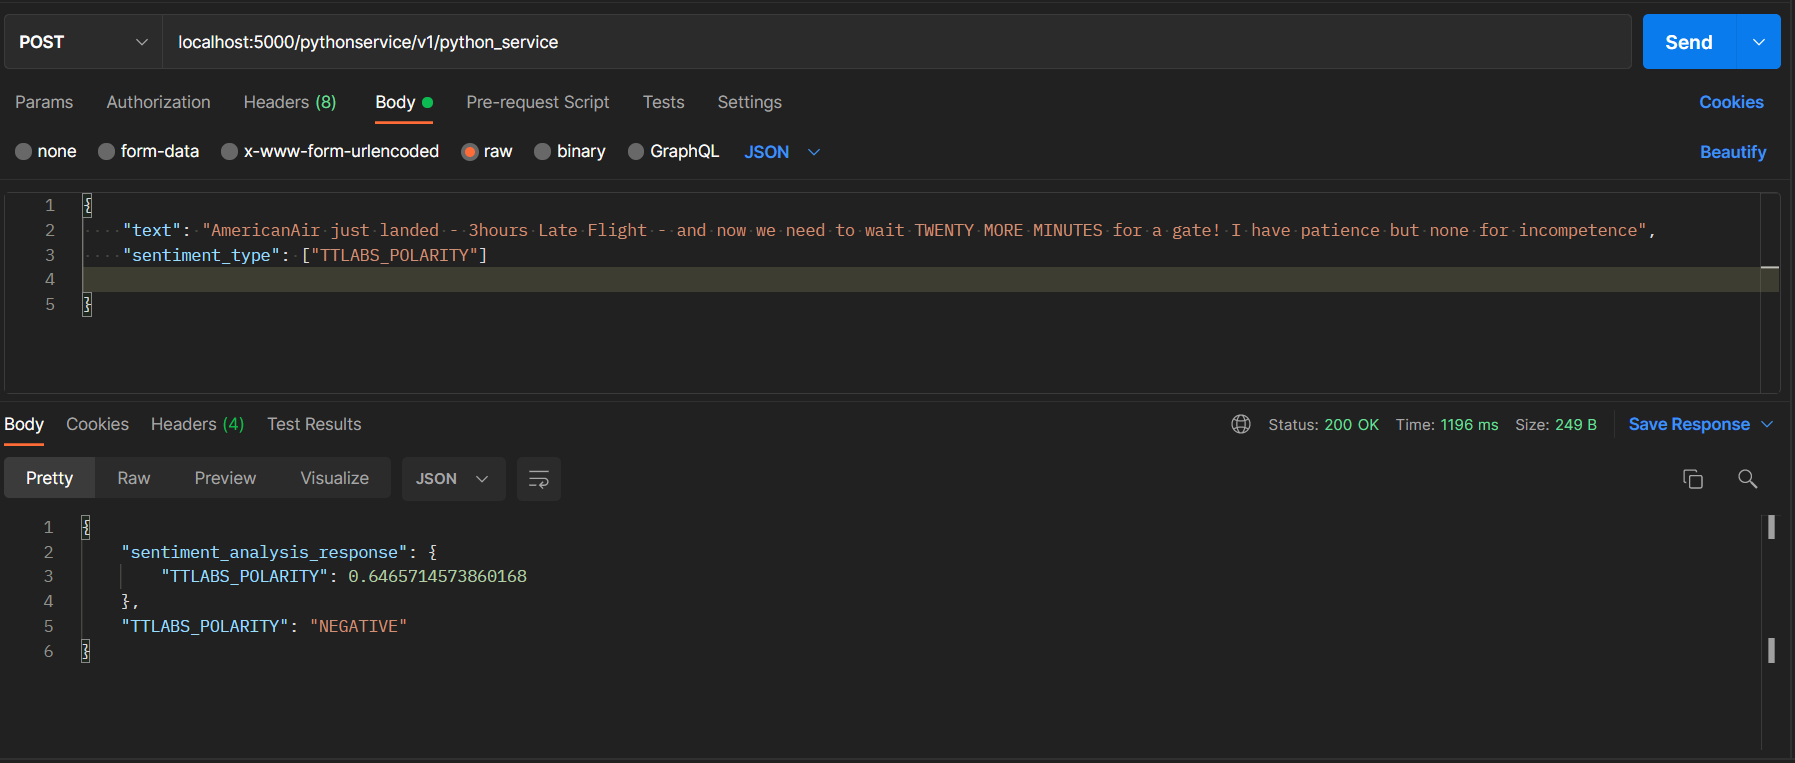 POST localhost:5000/pythonservice/v1/python_service Send
Params Authorization Headers (8) Body Pre-request Script Tests Settings Cookies
none form-data x-www-form-urlencoded raw binary GraphQL JSON Beautify
1 {
2 "text": "AmericanAir just landed - 3hours Late Flight - and now we need to wait TWENTY MORE MINUTES for a gate! I have patience but none for incompetence",
3 "sentiment_type": ["TTLABS_POLARITY"]
4
5 }
Body Cookies Headers (4) Test Results Status: 200 OK Time: 1196 ms Size: 249 B Save Response
Pretty Raw Preview Visualize JSON
1 {
2 "sentiment_analysis_response": {
3 "TTLABS_POLARITY": 0.6465714573860168
4 },
5 "TTLABS_POLARITY": "NEGATIVE"
6 }